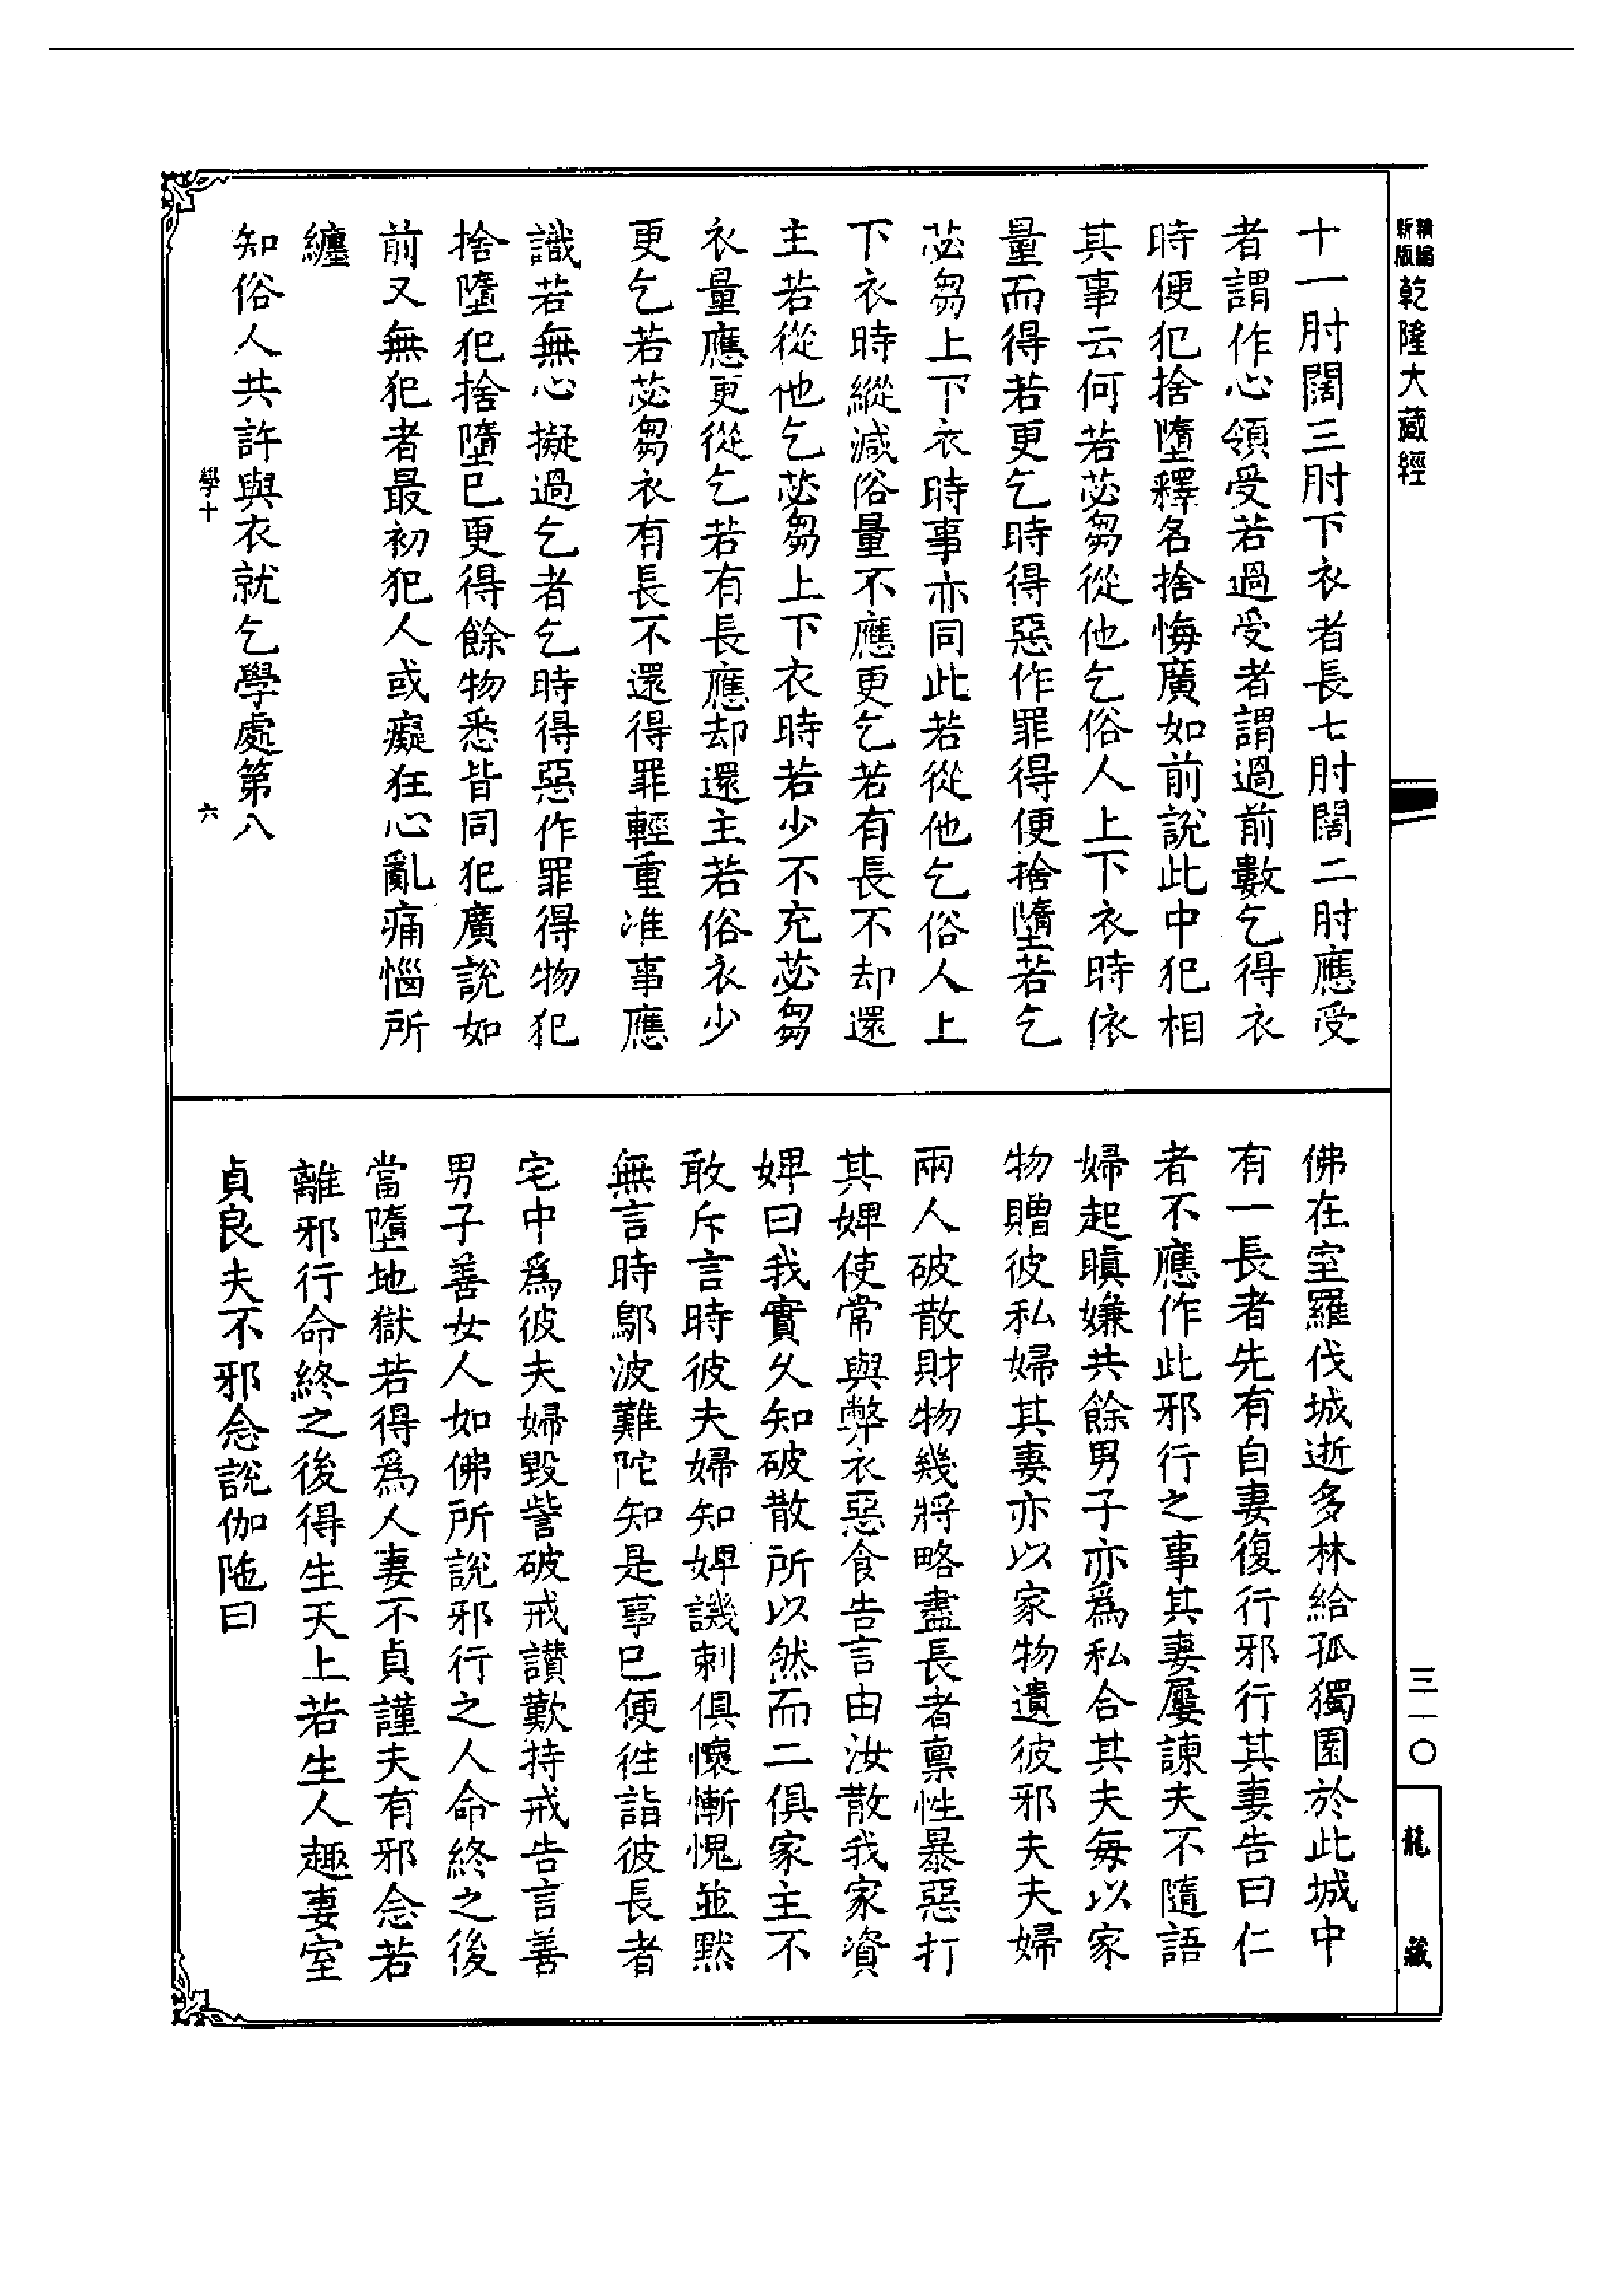 新編
新版
乾隆大藏經
十一肘闊三肘下衣者長七肘闊二肘應受
者謂作心領受若過受者謂過前數乞得衣
時便犯捨墮釋名捨悔廣如前說此中犯相
其事云何若苾芻從他乞俗人上下衣時依
量而得若更乞時得惡作罪得便捨墮若乞
苾芻上下衣時事亦同此若從他乞俗人上
下衣時縱減俗量不應更乞若有長不却還
主若從他乞苾芻上下衣時若少不充苾芻
衣量應更從乞若有長應却還主若俗衣少
更乞若苾芻衣有長不還得罪輕重准事應
識若無心擬過乞者乞時得惡作罪得物犯
捨墮犯捨墮已更得餘物悉皆同犯廣說如
前又無犯者最初犯人或癡狂心亂痛惱所
纏
知俗人共許與衣就乞學處第八
學十
六
佛在室羅伐城逝多林給孤獨園於此城中
有一長者先有自妻復行邪行其妻告曰仁
者不應作此邪行之事其妻屢諫夫不隨語
婦起瞋嫌共餘男子亦爲私合其夫每以家
物贈彼私婦其妻亦以家物遺彼邪夫夫婦
兩人破散財物幾將略盡長者禀性暴惡打
其婢使常與弊衣惡食告言由汝散我家資
婢曰我實久知破散所以然而二俱家主不
敢斥言時彼夫婦知婢譏刺俱懷慚愧並默
無言時鄔波難陀知是事已便往詣彼長者
宅中爲彼夫婦毀訾破戒讚歎持戒告言善
男子善女人如佛所說邪行之人命終之後
當墮地獄若得爲人妻不貞謹夫有邪念若
離邪行命終之後得生天上若生人趣妻室
貞良夫不邪念說伽陁曰
三一〇
龍藏